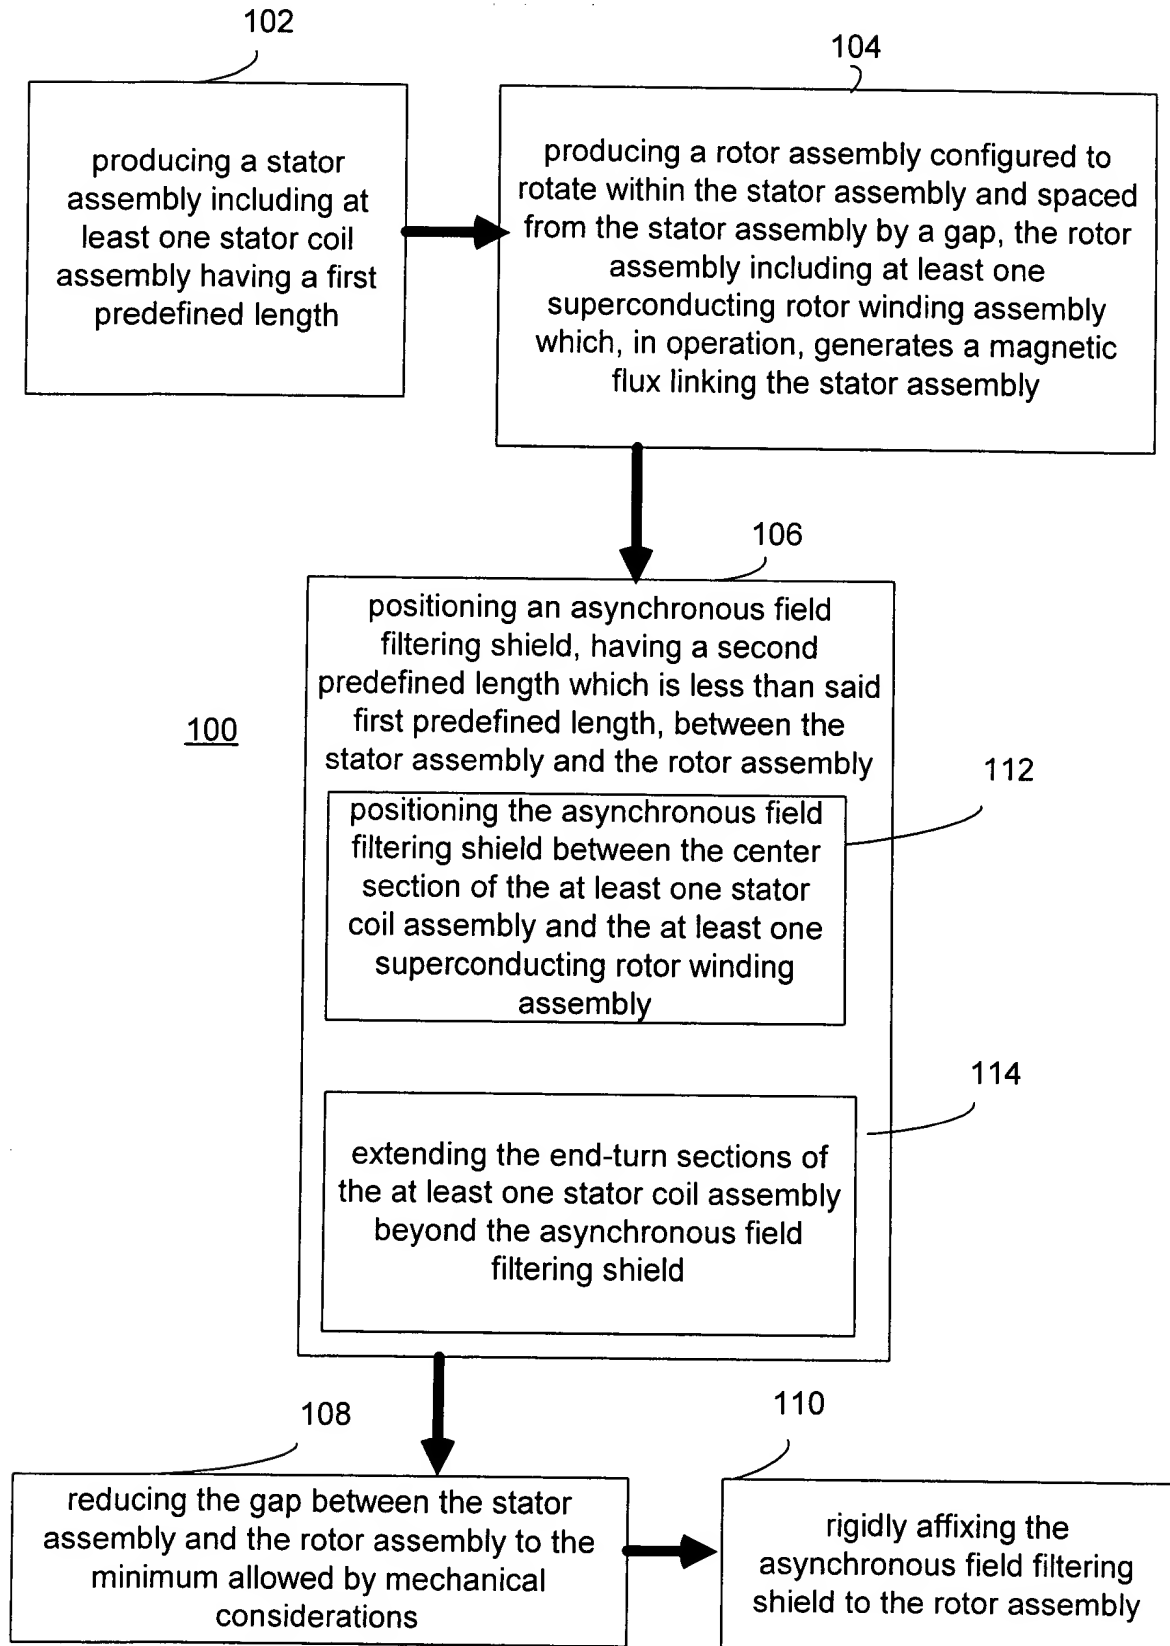 102
producing a stator
assembly including at
least one stator coil
assembly having a first
predefined length
104
producing a rotor assembly configured to
rotate within the stator assembly and spaced
from the stator assembly by a gap, the rotor
assembly including at least one
superconducting rotor winding assembly
which, in operation, generates a magnetic
flux linking the stator assembly
106
positioning an asynchronous field
filtering shield, having a second
predefined length which is less than said
first predefined length, between the
stator assembly and the rotor assembly
100
112
positioning the asynchronous field
filtering shield between the center
section of the at least one stator
coil assembly and the at least one
superconducting rotor winding
assembly
114
extending the end-turn sections of
the at least one stator coil assembly
beyond the asynchronous field
filtering shield
108
reducing the gap between the stator
assembly and the rotor assembly to the
minimum allowed by mechanical
considerations
110
rigidly affixing the
asynchronous field filtering
shield to the rotor assembly